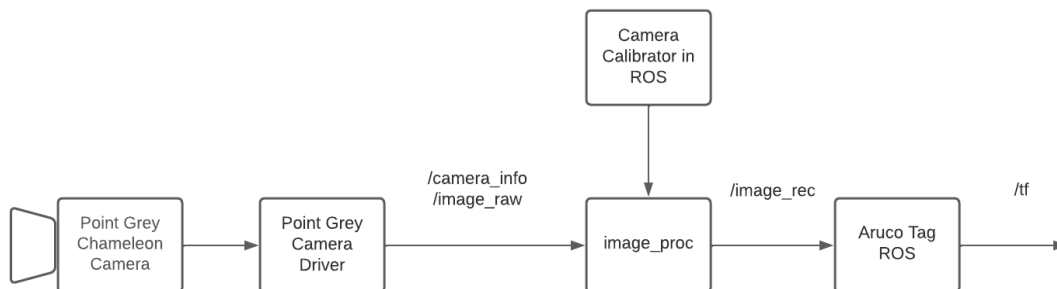 Camera
Calibrator in
ROS
/camera_info
/image_raw
/image_rec
/tf
Point Grey
Chameleon
Camera
Point Grey
Camera
Driver
image_proc
Aruco Tag
ROS